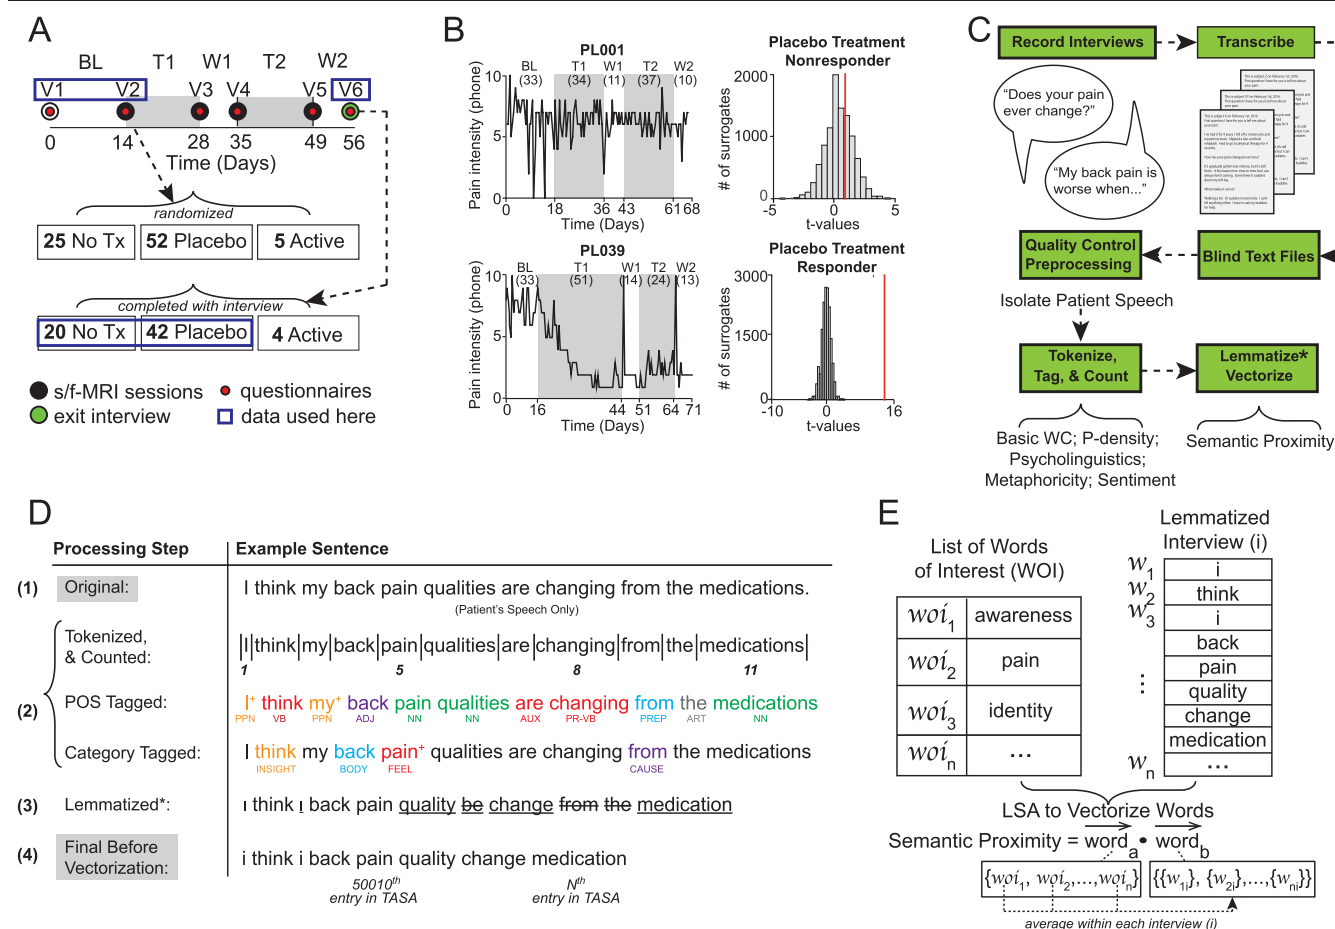 A
BL T1 W1 T2 W2
V1 V2 V3 V4 V5 V6
0 14 28 35 49 56
Time (Days)
randomized
25 No Tx 52 Placebo 5 Active
completed with interview
20 No Tx 42 Placebo 4 Active
s/f-MRI sessions questionnaires
exit interview data used here
B
PL001
BL T1 W1 T2 W2
(33) (34) (11) (37) (10)
Pain intensity (phone)
10
5
0
0 18 36 43 61 68
Time (Days)
Placebo Treatment
Nonresponder
# of surrogates
2000
1000
0
-5 0 5
t-values
PL039
BL T1 W1 T2 W2
(33) (51) (14) (24) (13)
Pain intensity (phone)
10
5
0
0 16 44 51 64 71
Time (Days)
Placebo Treatment
Responder
# of surrogates
3000
1500
0
-10 0 16
t-values
C
Record Interviews Transcribe
“Does your pain
ever change?”
“My back pain is
worse when...”
Quality Control
Preprocessing
Blind Text Files
Isolate Patient Speech
Tokenize,
Tag, & Count
Lemmatize*
Vectorize
Basic WC; P-density;
Psycholinguistics;
Metaphoricity; Sentiment
Semantic Proximity
D
Processing Step Example Sentence
(1) Original: I think my back pain qualities are changing from the medications.
(Patient's Speech Only)
(2)
Tokenized,
& Counted:
|I|think|my|back|pain|qualities|are|changing|from|the|medications|
1 5 8 11
POS Tagged: I+ think my+ back pain qualities are changing from the medications
PPN VB PPN ADJ NN NN AUX PR-VB PREP ART NN
Category Tagged: I think my back pain+ qualities are changing from the medications
INSIGHT BODY FEEL CAUSE
(3) Lemmatized*: ı think ı back pain quality be change from the medication
(4) Final Before
Vectorization:
i think i back pain quality change medication
50010th
entry in TASA
Nth
entry in TASA
E
List of Words
of Interest (WOI)
woi1 awareness
woi2 pain
woi3 identity
woin ...
Lemmatized
Interview (i)
w1 i
w2 think
w3 i
back
pain
quality
change
medication
wn ...
⋮
LSA to Vectorize Words
Semantic Proximity = worda • wordb
{woi1, woi2,...,woin} {{w1i}, {w2i},...,{wni}}
average within each interview (i)